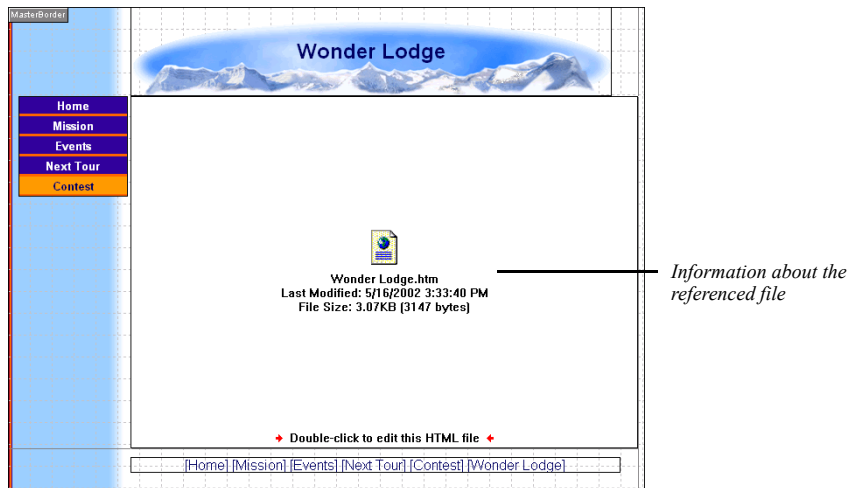 MasterBorder
Wonder Lodge
Home
Mission
Events
Next Tour
Contest
Wonder Lodge.htm
Last Modified: 5/16/2002 3:33:40 PM
File Size: 3.07KB (3147 bytes)
Information about the
referenced file
Double-click to edit this HTML file
[Home] [Mission] [Events] [Next Tour] [Contest] [Wonder Lodge]